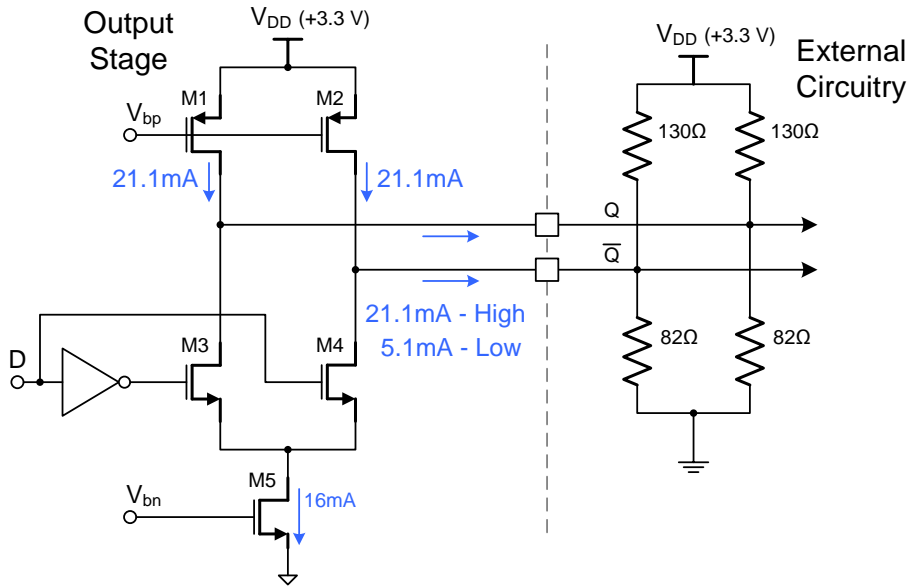 Output
Stage
V_DD (+3.3 V)
V_DD (+3.3 V)
External
Circuitry
M1
M2
V_bp
130Ω
130Ω
21.1mA
21.1mA
Q
Q̅
21.1mA - High
5.1mA - Low
M3
M4
82Ω
82Ω
D
M5
V_bn
16mA